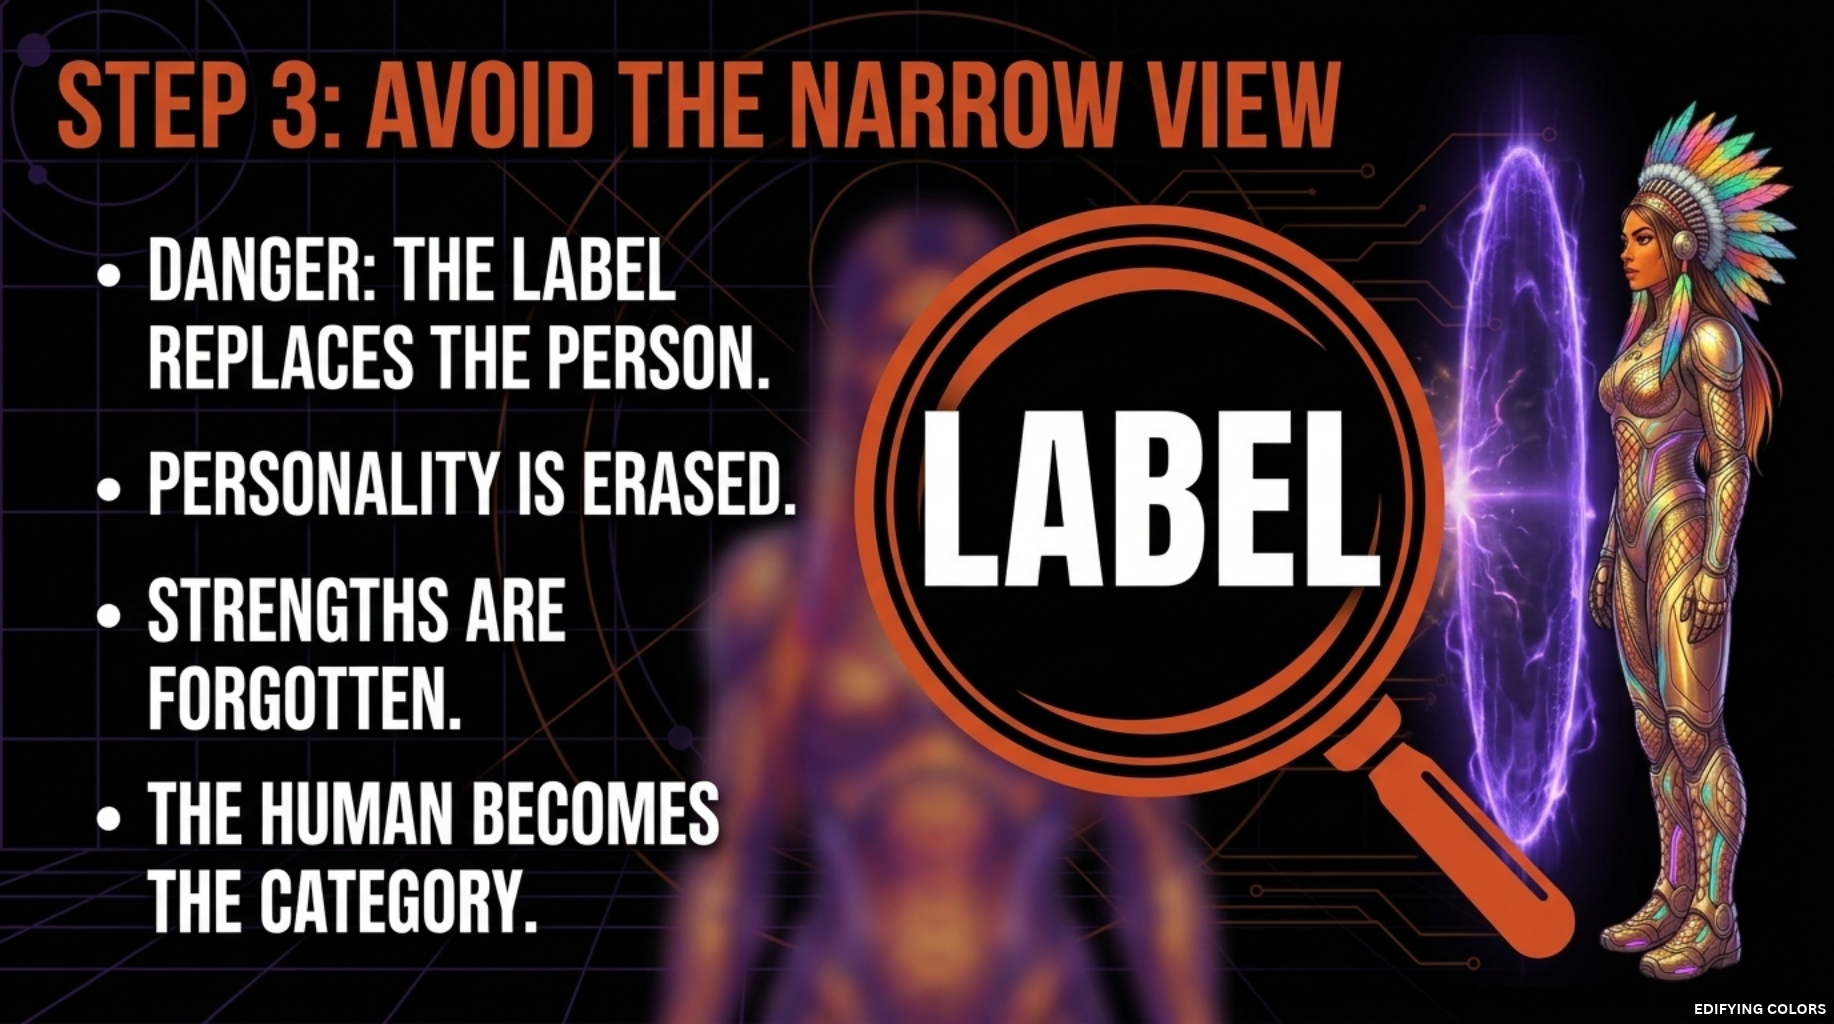 STEP 3: AVOID THE NARROW VIEW
• DANGER: THE LABEL
REPLACES THE PERSON.
• PERSONALITY IS ERASED.
• STRENGTHS ARE
FORGOTTEN.
• THE HUMAN BECOMES
THE CATEGORY.
LABEL
EDIFYING COLORS